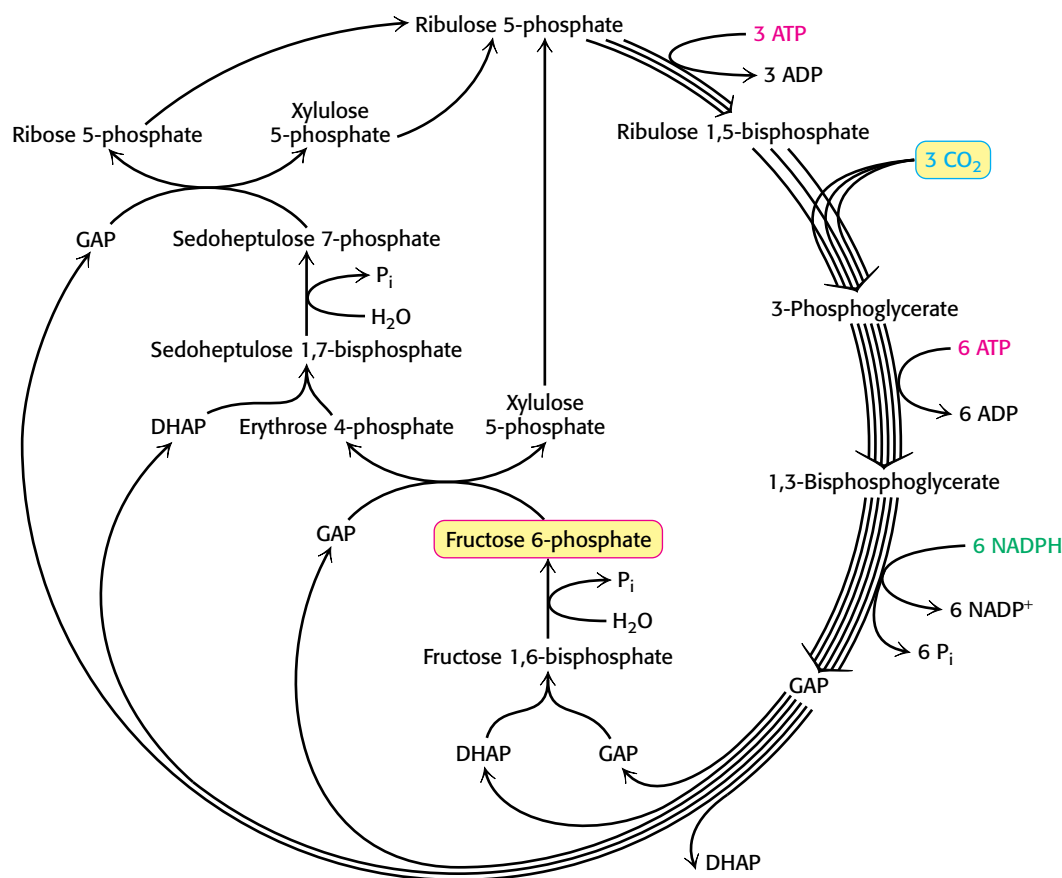 Ribulose 5-phosphate
3 ATP
3 ADP
Ribose 5-phosphate
Xylulose
5-phosphate
Ribulose 1,5-bisphosphate
3 CO₂
GAP
Sedoheptulose 7-phosphate
Pᵢ
H₂O
3-Phosphoglycerate
Sedoheptulose 1,7-bisphosphate
6 ATP
6 ADP
DHAP
Erythrose 4-phosphate
Xylulose
5-phosphate
1,3-Bisphosphoglycerate
GAP
Fructose 6-phosphate
6 NADPH
Pᵢ
H₂O
6 NADP⁺
6 Pᵢ
Fructose 1,6-bisphosphate
GAP
DHAP
GAP
DHAP